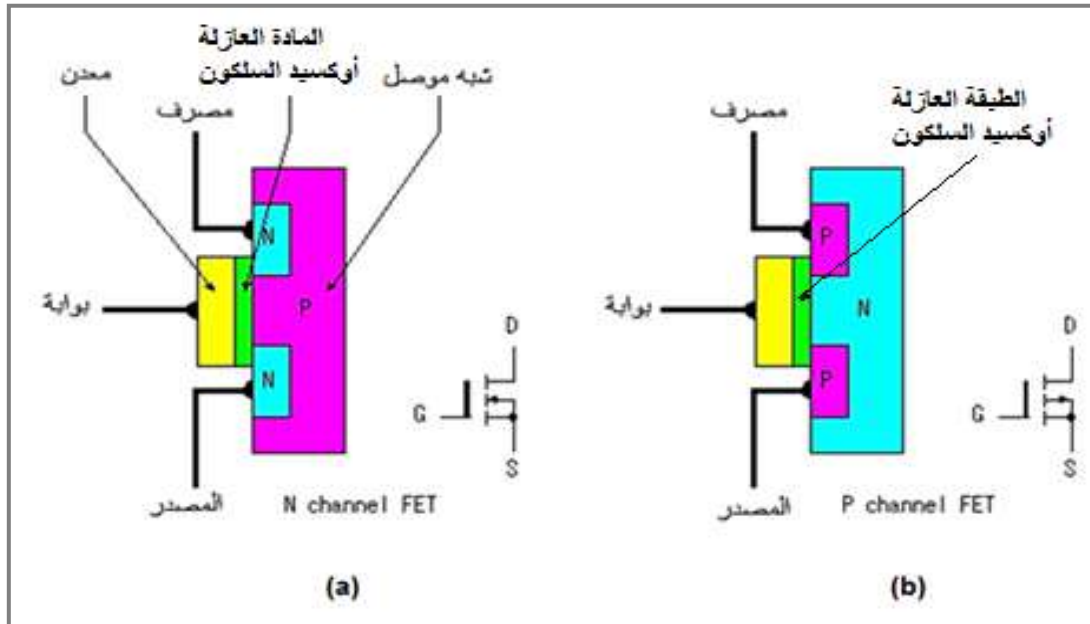 المادة العازلة
أوكسيد السلكون
معدن
شبه موصل
مصرف
N
P
بوابة
N
D
G
S
المصدر
N channel FET
(a)
الطبقة العازلة
أوكسيد السلكون
مصرف
P
N
بوابة
P
D
G
S
المصدر
P channel FET
(b)